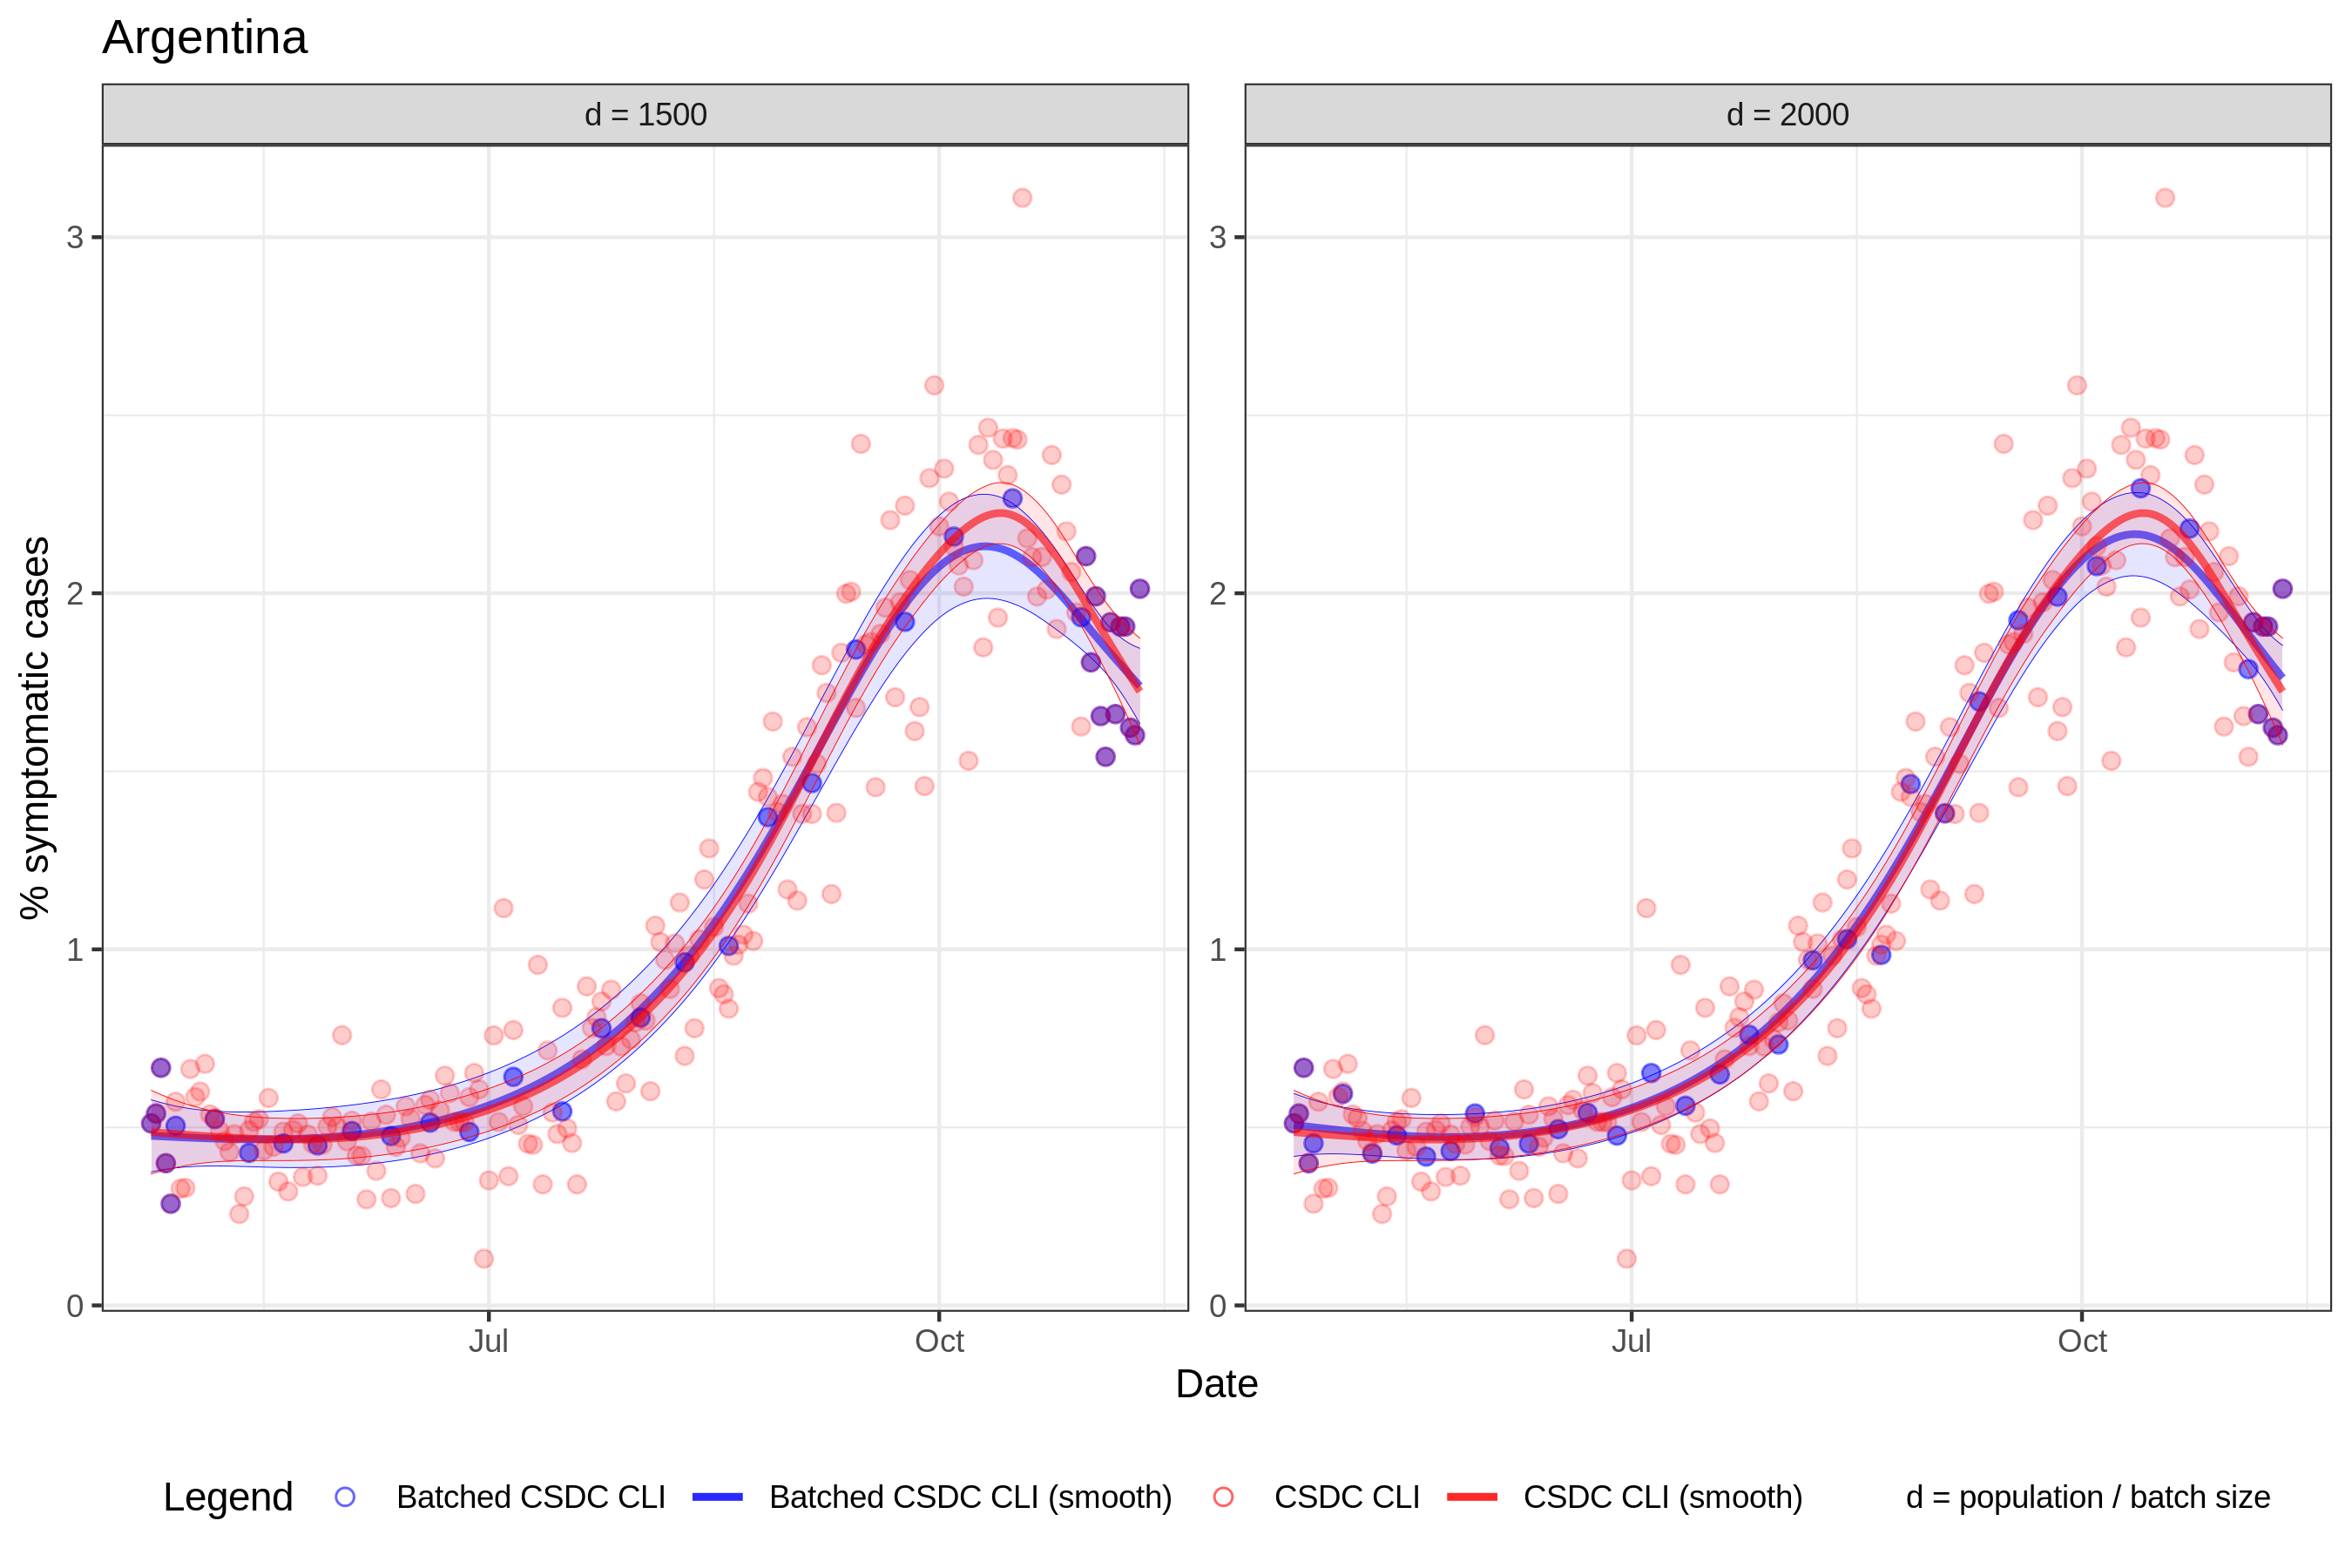 Argentina
d = 1500
d = 2000
% symptomatic cases
3
2
1
0
3
2
1
0
Jul
Oct
Jul
Oct
Date
Legend
Batched CSDC CLI
Batched CSDC CLI (smooth)
CSDC CLI
CSDC CLI (smooth)
d = population / batch size